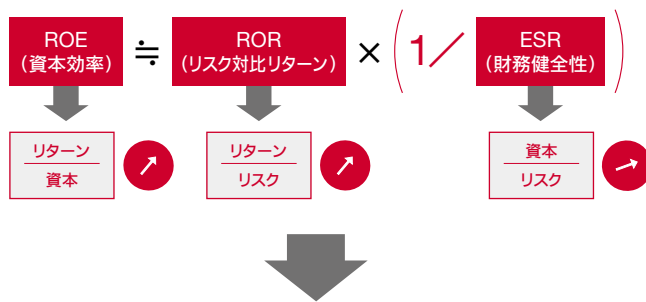 ROE
(資本効率)
≒
ROR
(リスク対比リターン)
×
(1/
ESR
(財務健全性)
)
リターン
資本
リターン
リスク
資本
リスク